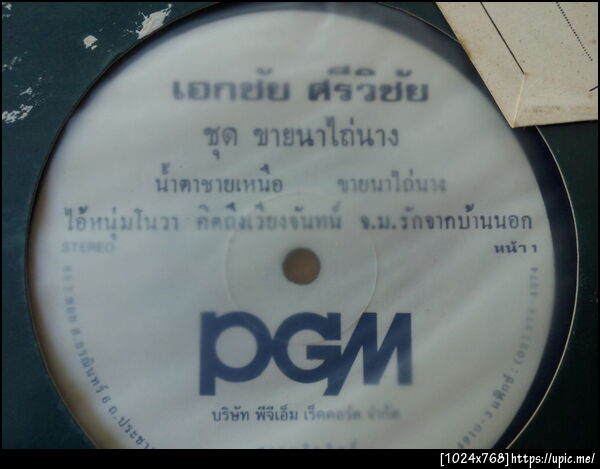 เอกชัย ศรีวิชัย
ชุด ขายนาไถ่นาง
น้ำตาชายเหนือ ขายนาไถ่นาง
ไอ้หนุ่มโนวา คิดถึงเวียงจันทน์ จ.ม.รักจากบ้านนอก
STEREO หน้า 1
PGM
บริษัท พีจีเอ็ม เร็คคอร์ด จำกัด
[1024x768]https://upic.me/